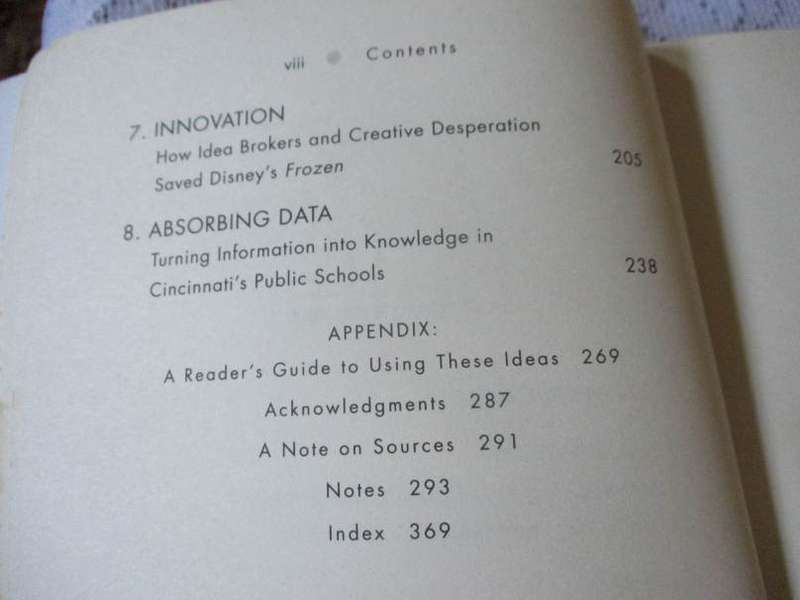 viii Contents
7. INNOVATION
How Idea Brokers and Creative Desperation
Saved Disney's Frozen 205
8. ABSORBING DATA
Turning Information into Knowledge in
Cincinnati's Public Schools 238
APPENDIX:
A Reader's Guide to Using These Ideas 269
Acknowledgments 287
A Note on Sources 291
Notes 293
Index 369